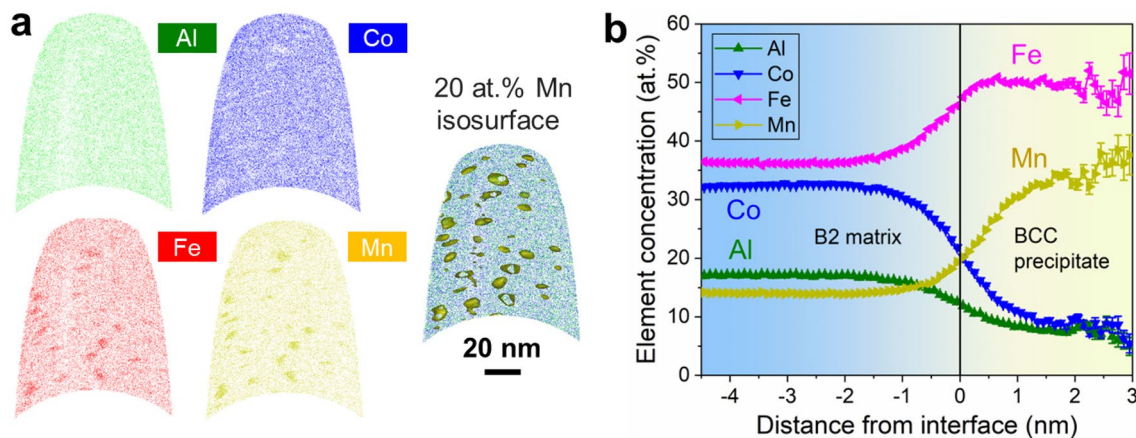 a
Al
Co
20 at.% Mn
isosurface
Fe
Mn
20 nm
b
Element concentration (at.%)
60
50
40
30
20
10
0
Al
Co
Fe
Mn
Fe
Mn
Co
Al
B2 matrix
BCC
precipitate
-4 -3 -2 -1 0 1 2 3
Distance from interface (nm)